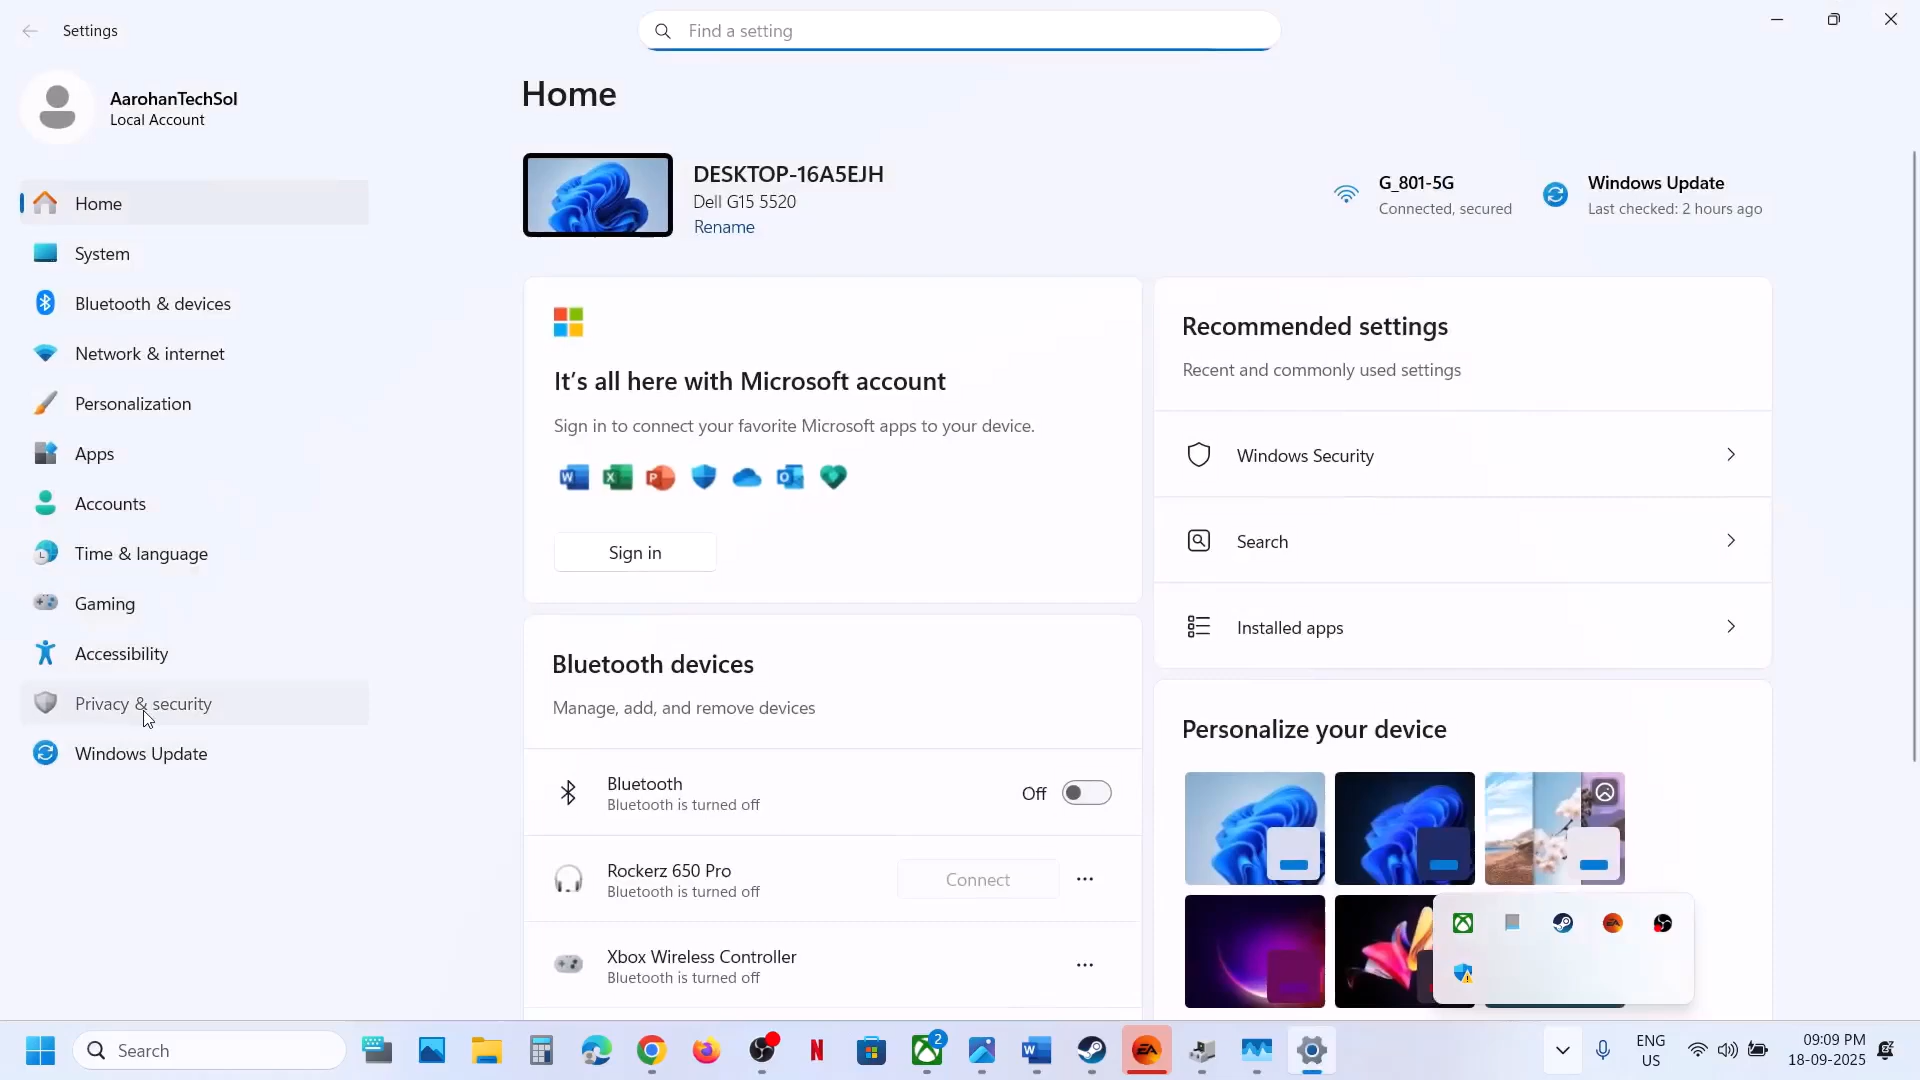 Settings
Find a setting
AarohanTechSol
Local Account
Home
System
Bluetooth & devices
Network & internet
Personalization
Apps
Accounts
Time & language
Gaming
Accessibility
Privacy & security
Windows Update
Home
DESKTOP-16A5EJH
Dell G15 5520
Rename
G_801-5G
Connected, secured
Windows Update
Last checked: 2 hours ago
It's all here with Microsoft account
Sign in to connect your favorite Microsoft apps to your device.
Sign in
Recommended settings
Recent and commonly used settings
Windows Security
Search
Installed apps
Bluetooth devices
Manage, add, and remove devices
Bluetooth
Bluetooth is turned off
Off
Rockerz 650 Pro
Bluetooth is turned off
Connect
Xbox Wireless Controller
Bluetooth is turned off
Personalize your device
Search
2
EA
ENG
US
09:09 PM
18-09-2025